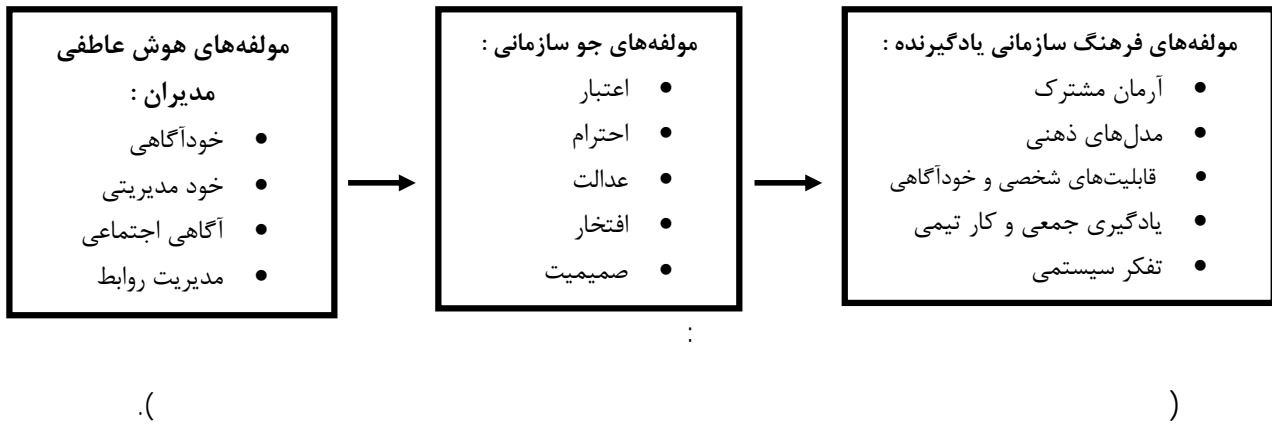 مولفه‌های هوش عاطفی
مدیران :
• خودآگاهی
• خود مدیریتی
• آگاهی اجتماعی
• مدیریت روابط
مولفه‌های جو سازمانی :
• اعتبار
• احترام
• عدالت
• افتخار
• صمیمیت
مولفه‌های فرهنگ سازمانی یادگیرنده :
• آرمان مشترک
• مدل‌های ذهنی
• قابلیت‌های شخصی و خودآگاهی
• یادگیری جمعی و کار تیمی
• تفکر سیستمی
:
( ).